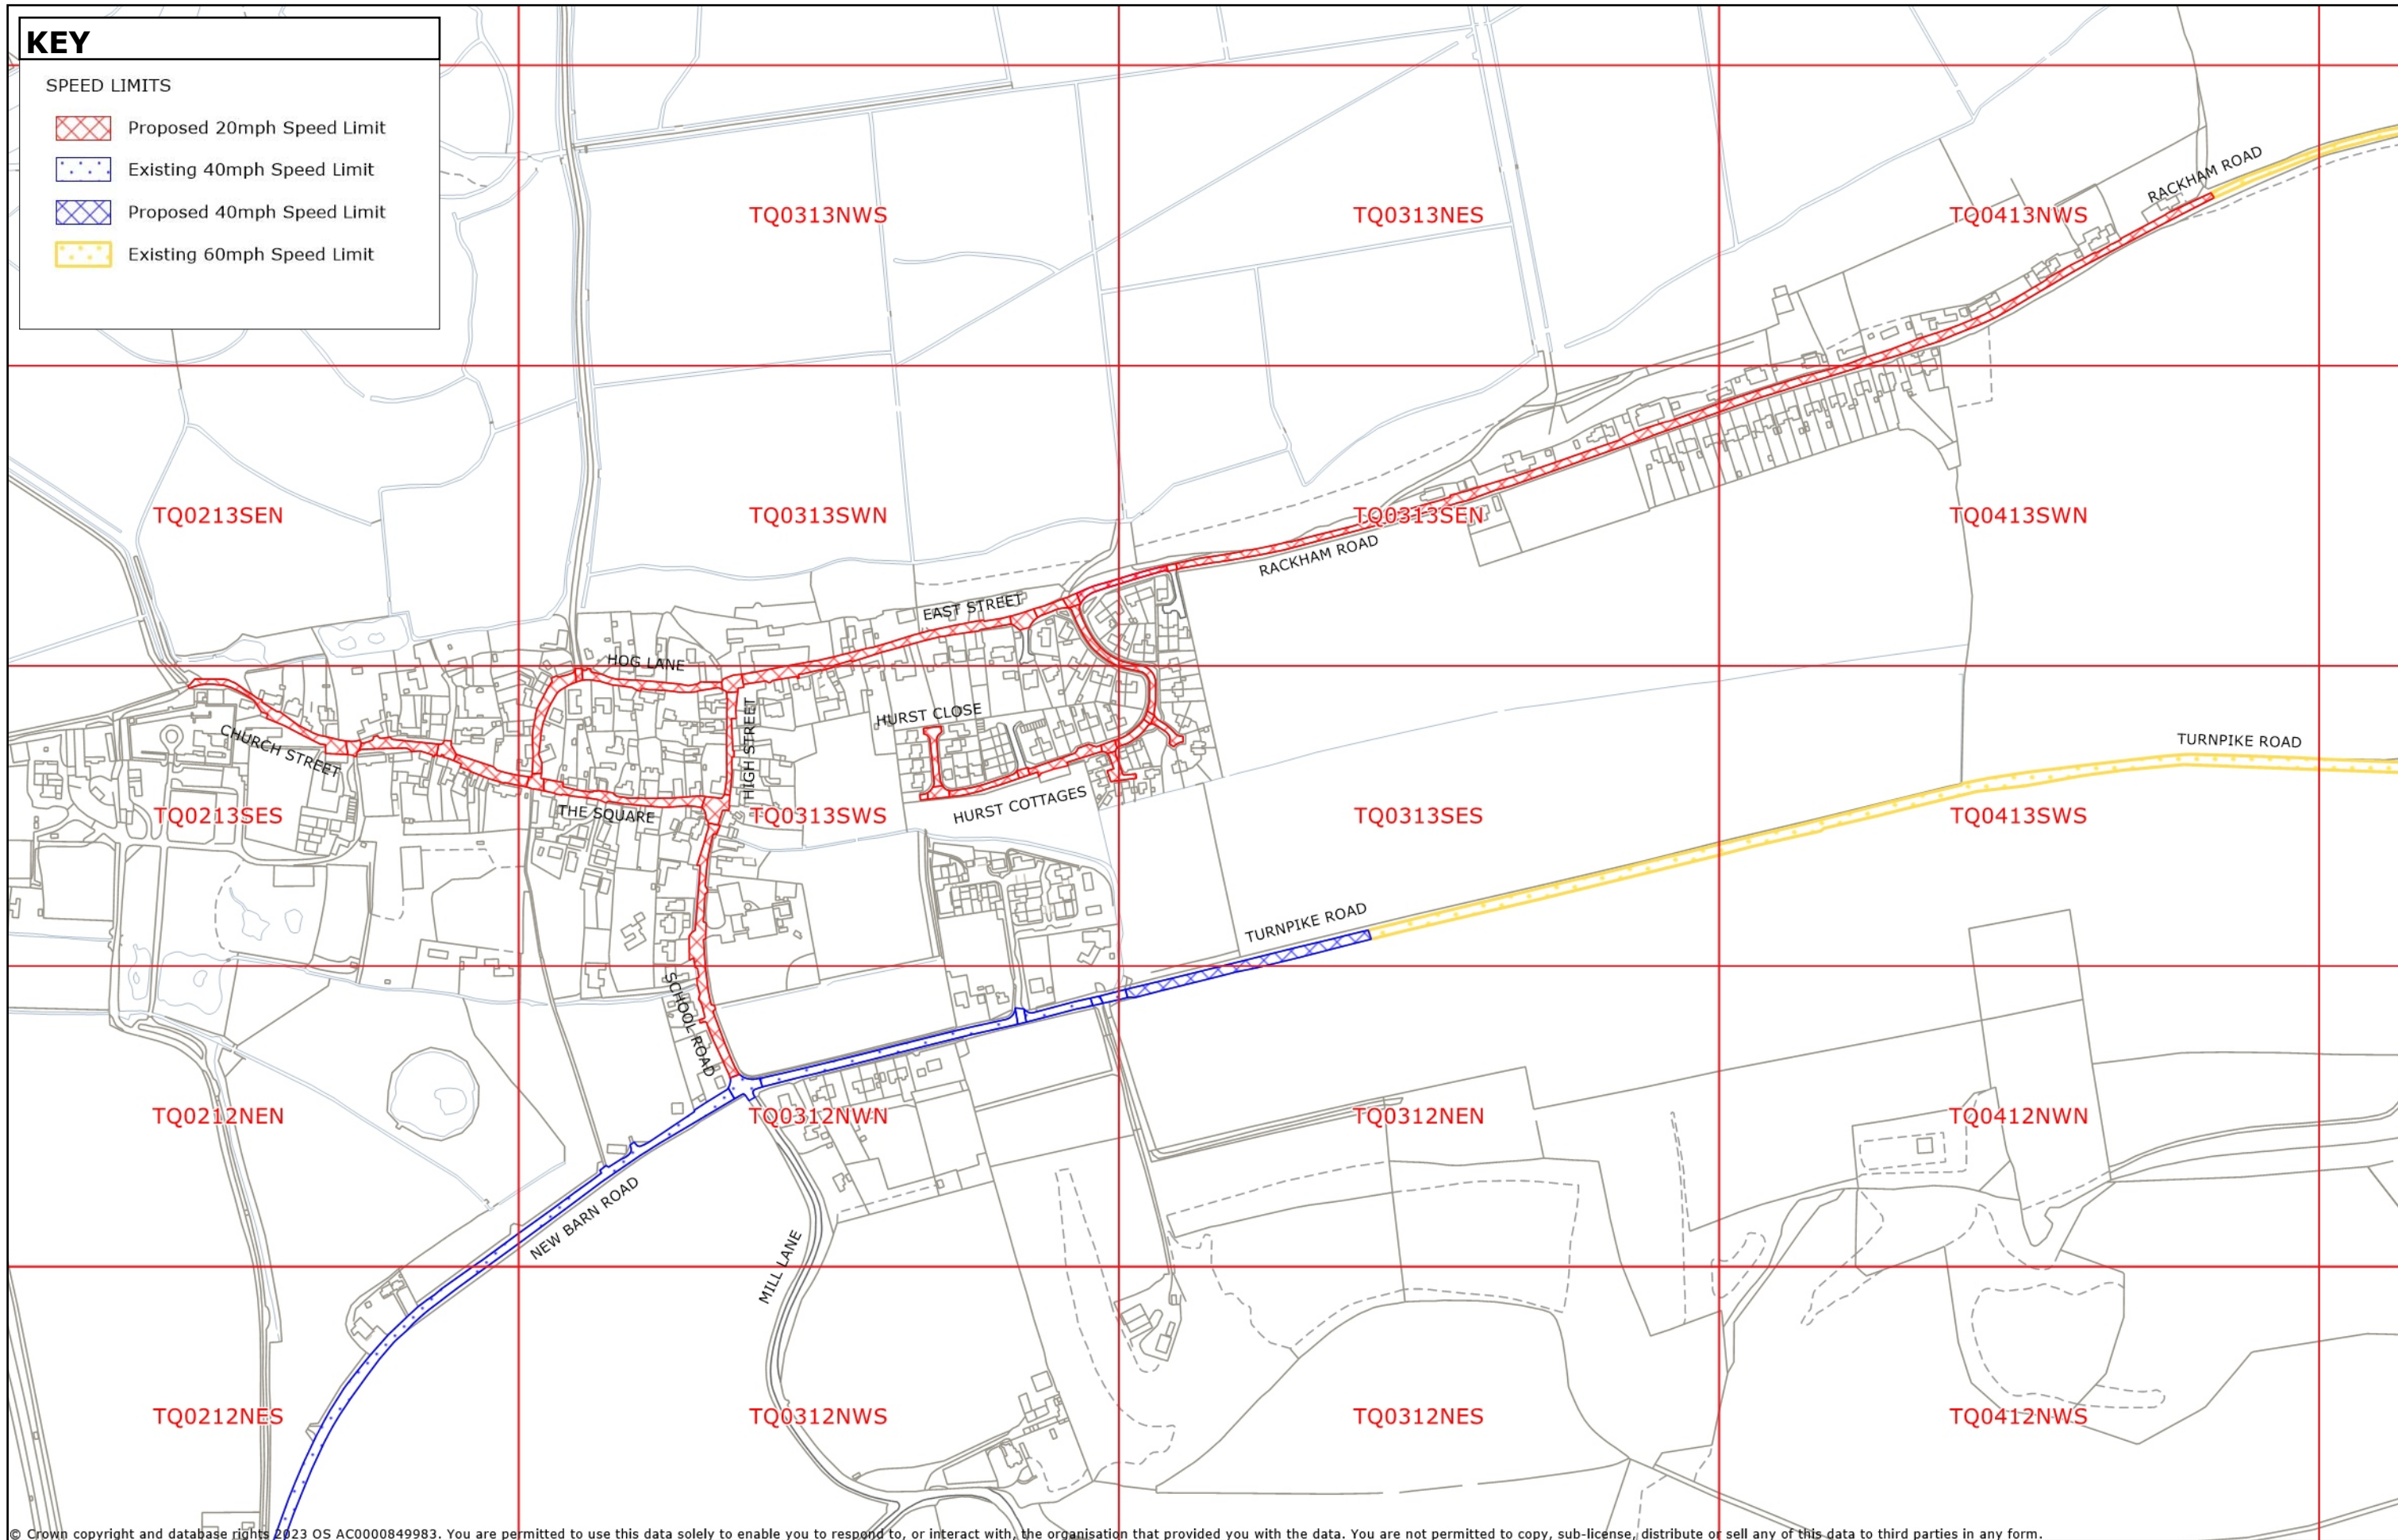 KEY
SPEED LIMITS
Proposed 20mph Speed Limit
Existing 40mph Speed Limit
Proposed 40mph Speed Limit
Existing 60mph Speed Limit
RACKHAM ROAD
TQ0313NWS
TQ0313NES
TQ0413NWS
TQ0213SEN
TQ0313SWN
TQ0313SEN
TQ0413SWN
RACKHAM ROAD
EAST STREET
HOG LANE
HURST CLOSE
HIGH STREET
CHURCH STREET
TURNPIKE ROAD
THE SQUARE
HURST COTTAGES
TQ0213SES
TQ0313SWS
TQ0313SES
TQ0413SWS
TURNPIKE ROAD
SCHOOL ROAD
TQ0212NEN
TQ0312NWN
TQ0312NEN
TQ0412NWN
NEW BARN ROAD
MILL LANE
TQ0212NES
TQ0312NWS
TQ0312NES
TQ0412NWS
© Crown copyright and database rights 2023 OS AC0000849983. You are permitted to use this data solely to enable you to respond to, or interact with, the organisation that provided you with the data. You are not permitted to copy, sub-license, distribute or sell any of this data to third parties in any form.